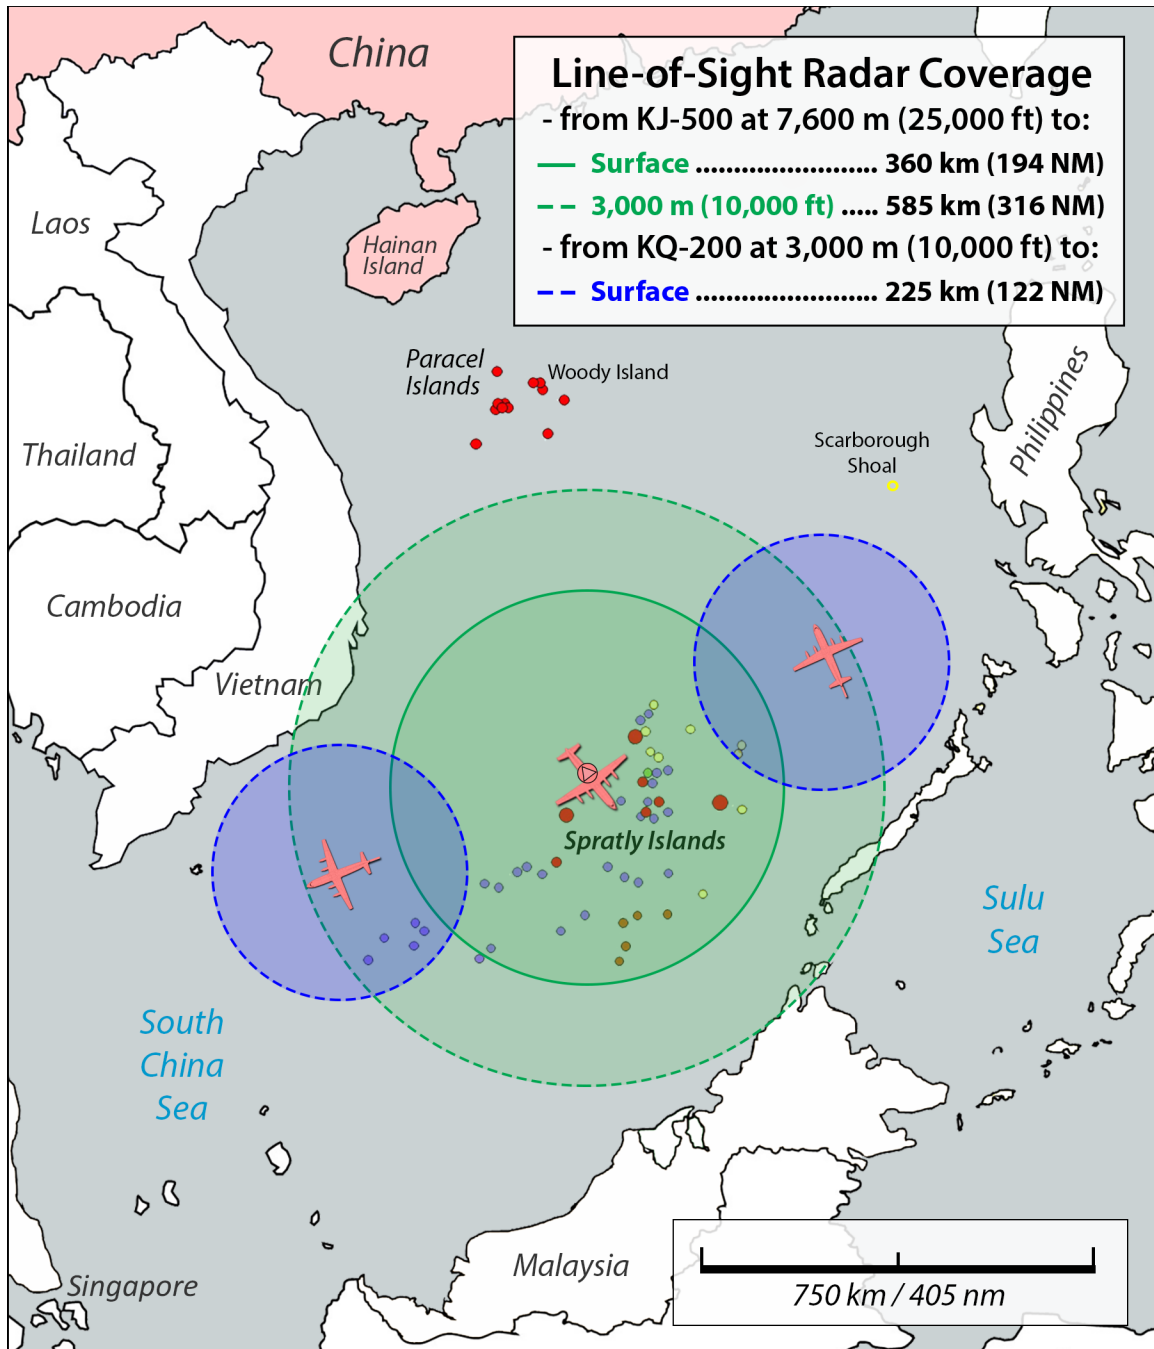 China
Line-of-Sight Radar Coverage
- from KJ-500 at 7,600 m (25,000 ft) to:
Surface ........................ 360 km (194 NM)
3,000 m (10,000 ft) ..... 585 km (316 NM)
- from KQ-200 at 3,000 m (10,000 ft) to:
Surface ........................ 225 km (122 NM)
Laos
Hainan
Island
Paracel
Islands
Woody Island
Philippines
Thailand
Scarborough
Shoal
Cambodia
Vietnam
Spratly Islands
Sulu
Sea
South
China
Sea
Malaysia
Singapore
750 km / 405 nm